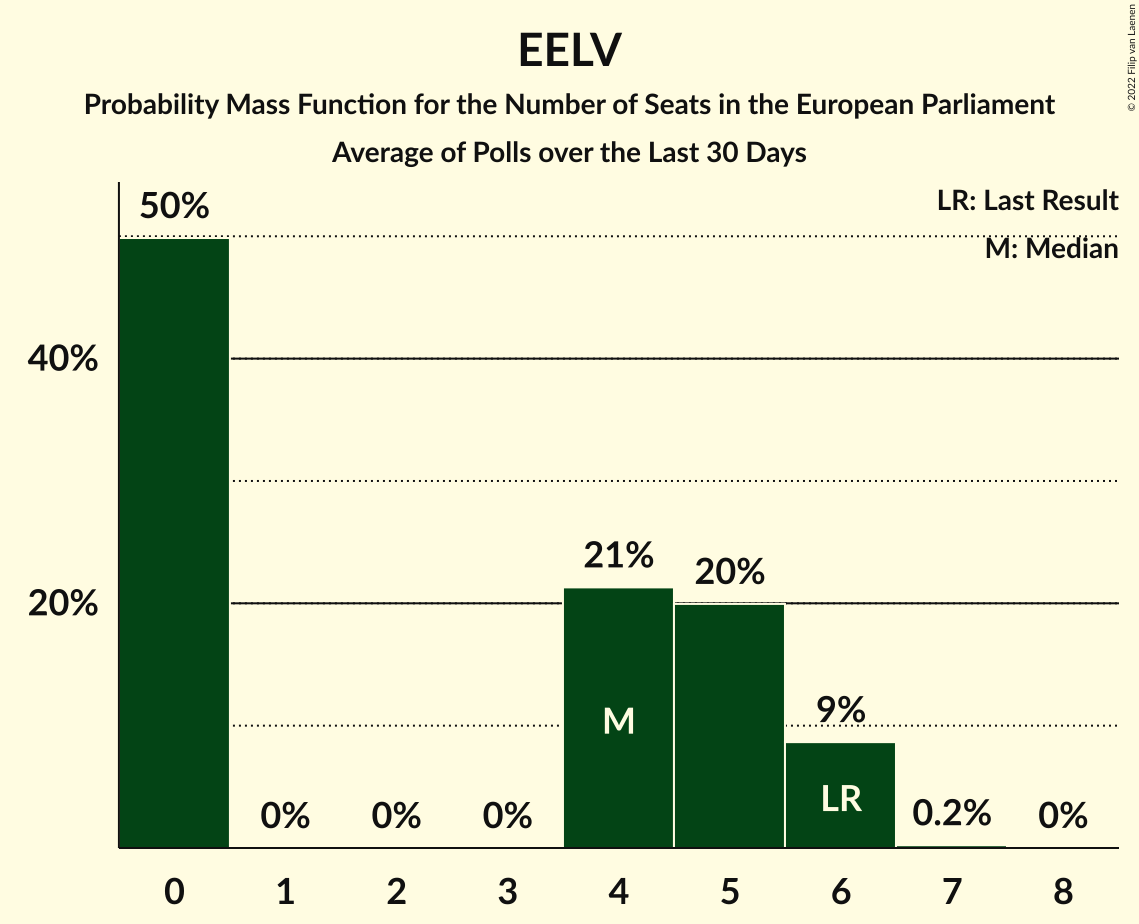 EELV
Probability Mass Function for the Number of Seats in the European Parliament
Average of Polls over the Last 30 Days
© 2022 Filip van Laenen
LR: Last Result
M: Median
50%
40%
20%
0%
0%
0%
21%
20%
9%
0.2%
0%
M
LR
0 1 2 3 4 5 6 7 8